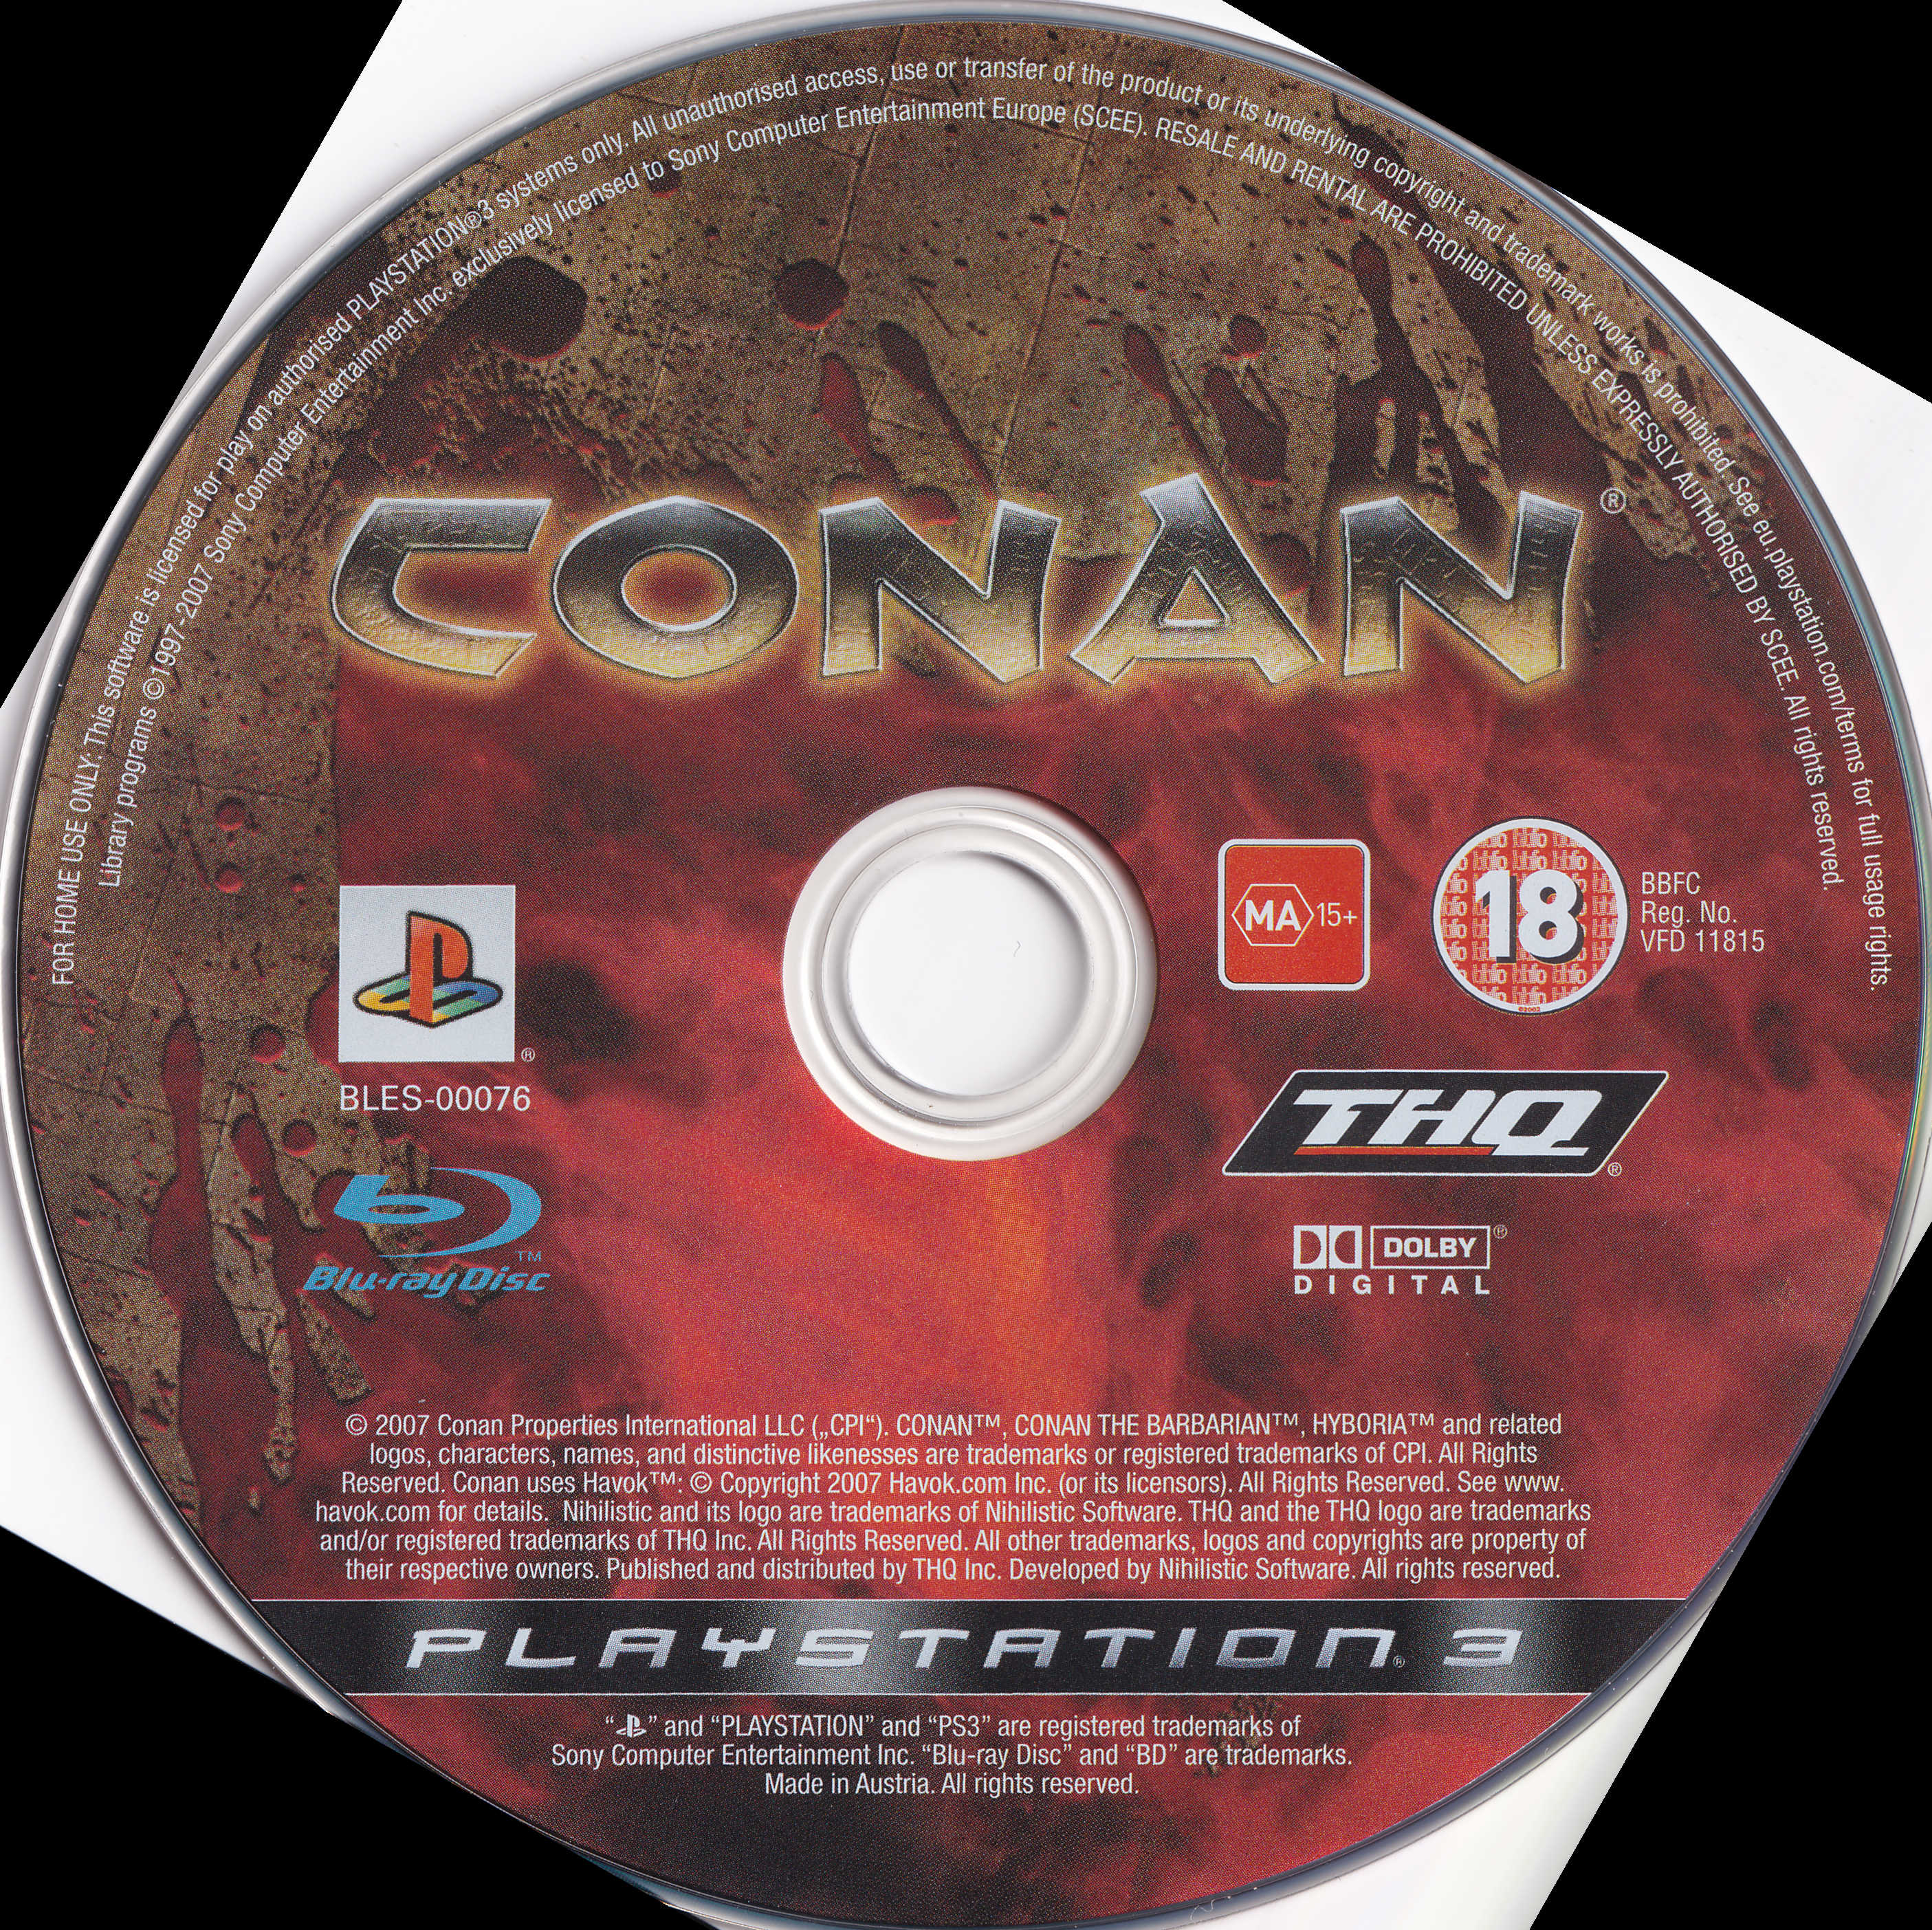 FOR HOME USE ONLY. This software is licensed for play on authorised PLAYSTATION®3 systems only. All unauthorised access, use or transfer of the product or its underlying copyright and trademark works is prohibited. See eu.playstation.com/terms for full usage rights.
Library programs ©1997-2007 Sony Computer Entertainment Inc. exclusively licensed to Sony Computer Entertainment Europe (SCEE). RESALE AND RENTAL ARE PROHIBITED UNLESS EXPRESSLY AUTHORISED BY SCEE. All rights reserved.
CONAN®
MA 15+
18
BBFC
Reg. No.
VFD 11815
®
BLES-00076
THQ®
Blu-ray Disc™
DOLBY®
DIGITAL
© 2007 Conan Properties International LLC („CPI“). CONAN™, CONAN THE BARBARIAN™, HYBORIA™ and related
logos, characters, names, and distinctive likenesses are trademarks or registered trademarks of CPI. All Rights
Reserved. Conan uses Havok™: © Copyright 2007 Havok.com Inc. (or its licensors). All Rights Reserved. See www.
havok.com for details. Nihilistic and its logo are trademarks of Nihilistic Software. THQ and the THQ logo are trademarks
and/or registered trademarks of THQ Inc. All Rights Reserved. All other trademarks, logos and copyrights are property of
their respective owners. Published and distributed by THQ Inc. Developed by Nihilistic Software. All rights reserved.
PLAYSTATION®3
“ ” and “PLAYSTATION” and “PS3” are registered trademarks of
Sony Computer Entertainment Inc. “Blu-ray Disc” and “BD” are trademarks.
Made in Austria. All rights reserved.